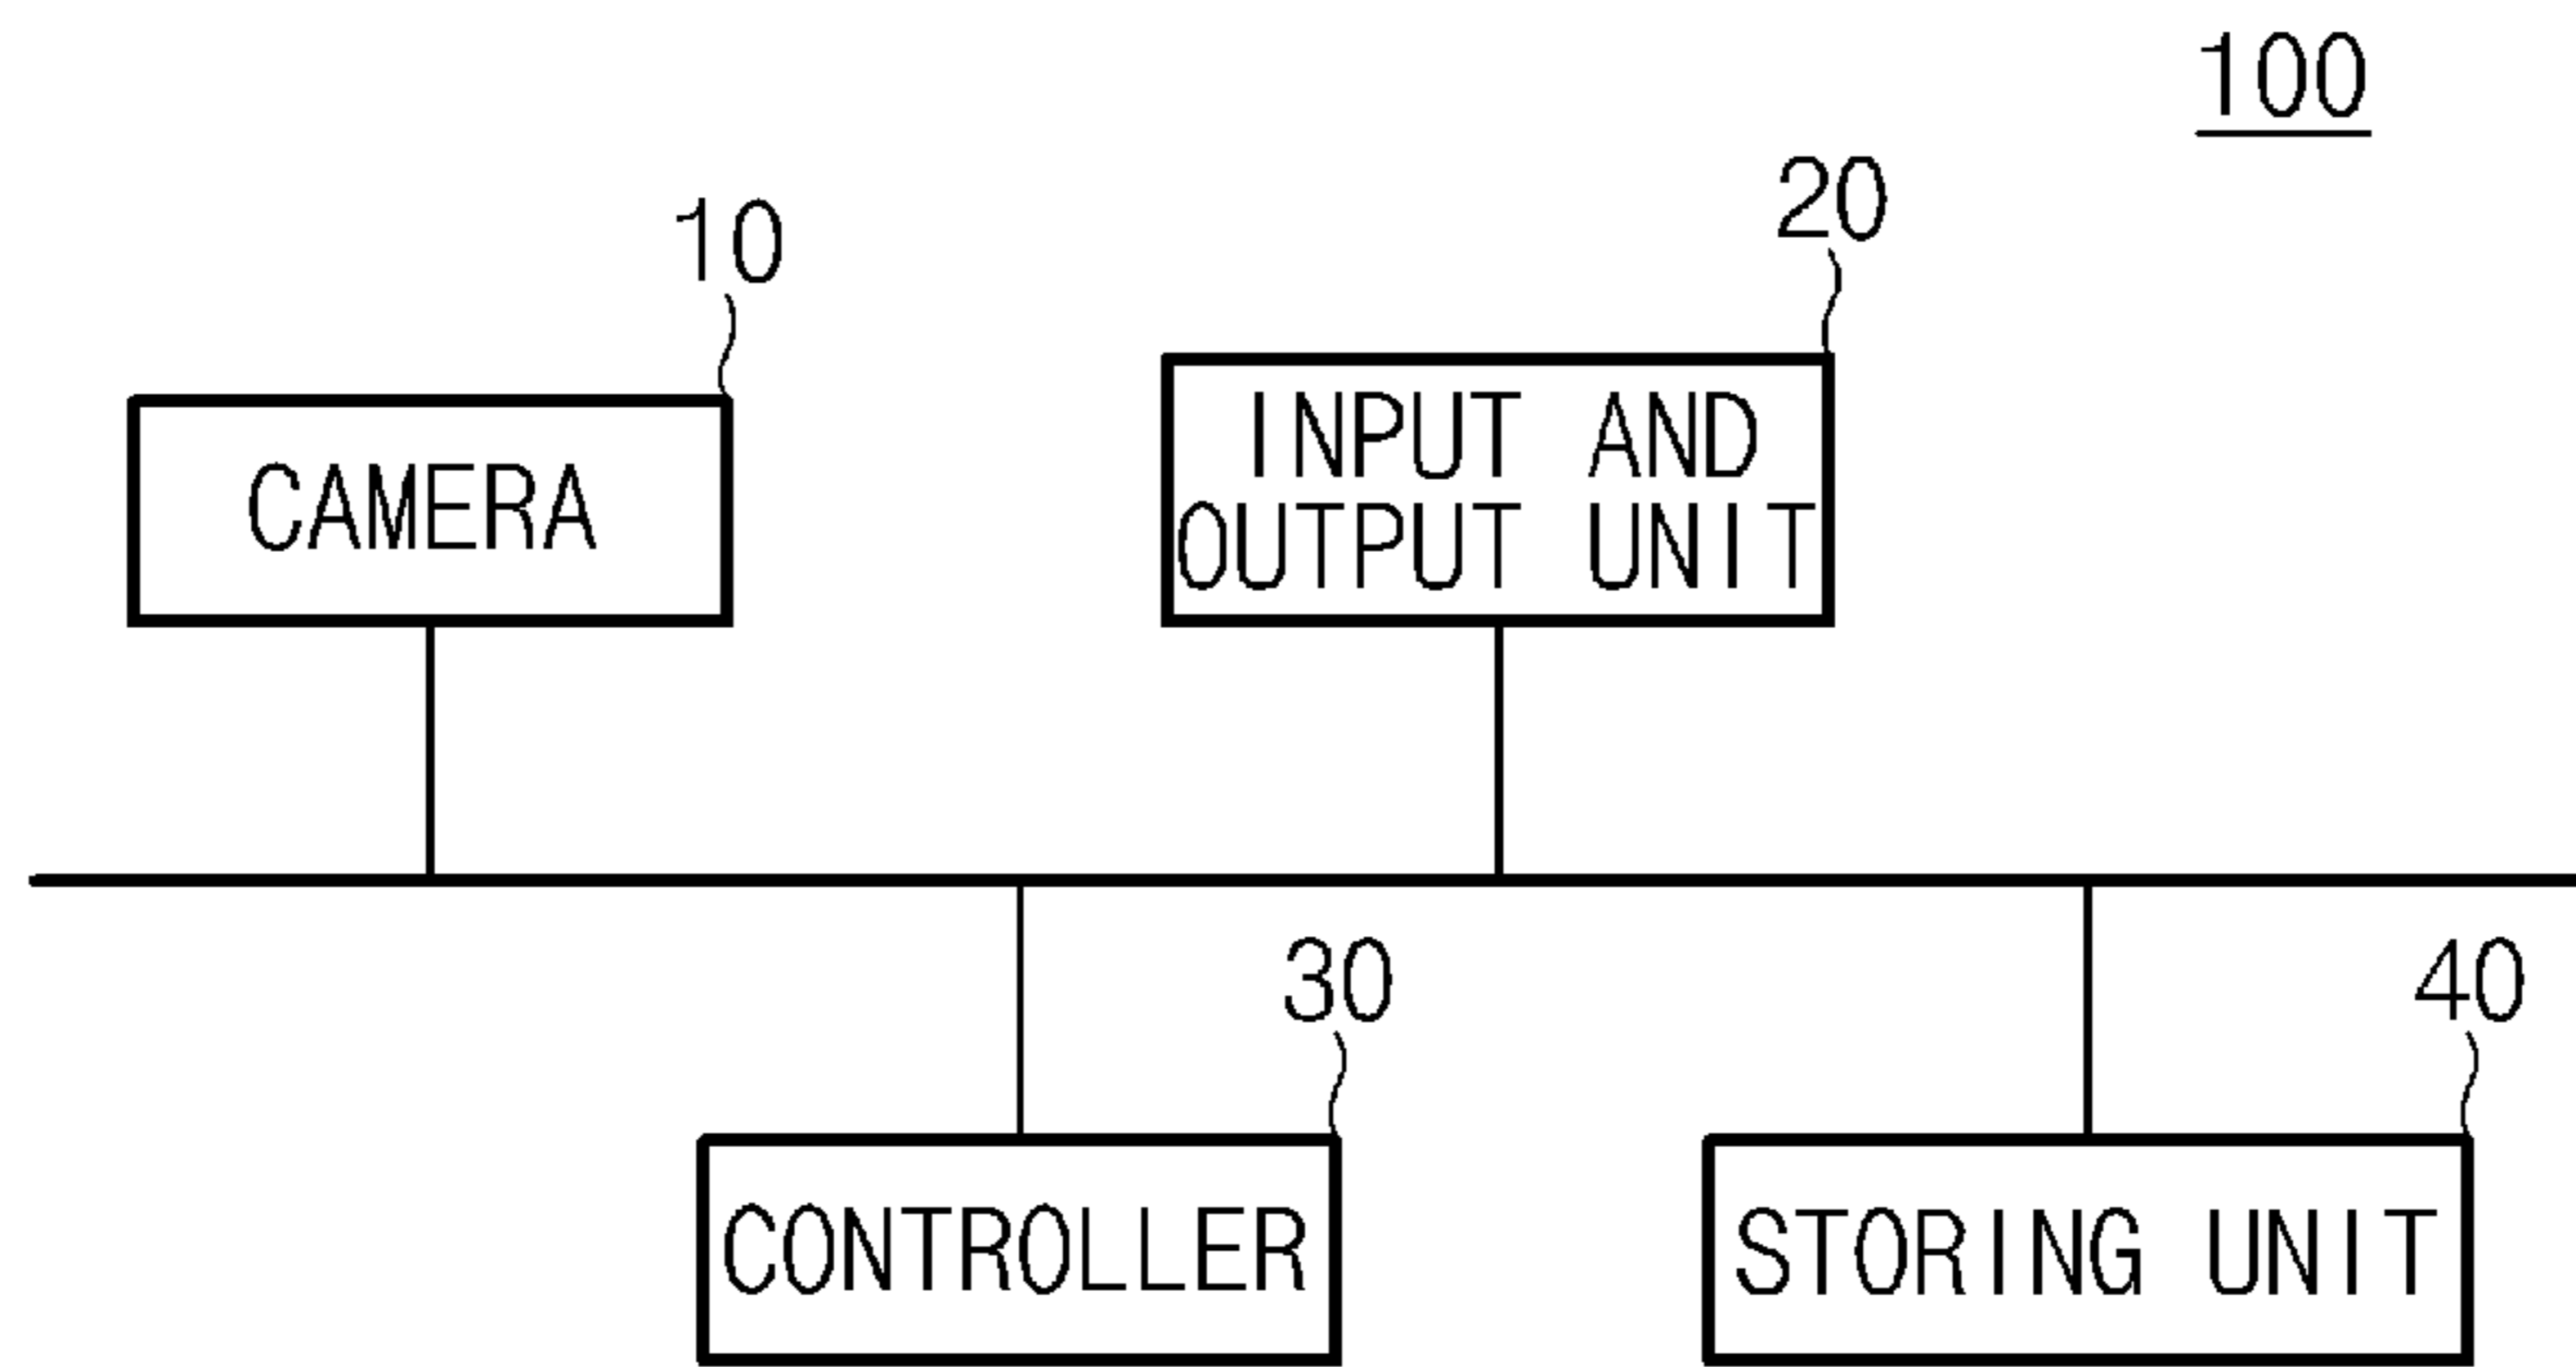 100
10
20
CAMERA
INPUT AND
OUTPUT UNIT
30
40
CONTROLLER
STORING UNIT